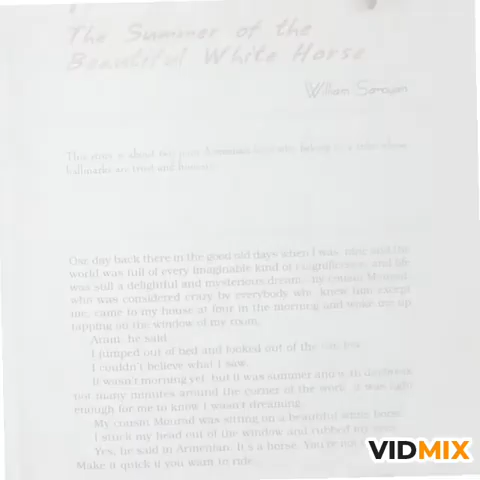 The Summer of the
Beautiful White Horse
William Saroyan
This story is about two poor Armenian who belong to a tribe whose
hallmarks are trust and honesty.
One day back there in the good old days when I was nine and the
world was full of every imaginable kind of magnificence, and life
was still a delightful and mysterious dream, my cousin Mourad,
who was considered crazy by everybody who knew him except
me, came to my house at four in the morning and woke me up
tapping on the window of my room.
Aram, he said.
I jumped out of bed and looked out of the window.
I couldn't believe what I saw.
It wasn't morning yet, but it was summer and with daybreak
not many minutes around the corner of the world it was light
enough for me to know I wasn't dreaming.
My cousin Mourad was sitting on a beautiful white horse.
I stuck my head out of the window and rubbed my eyes.
Yes, he said in Armenian. It's a horse. You're not
Make it quick if you want to ride.
VIDMIX